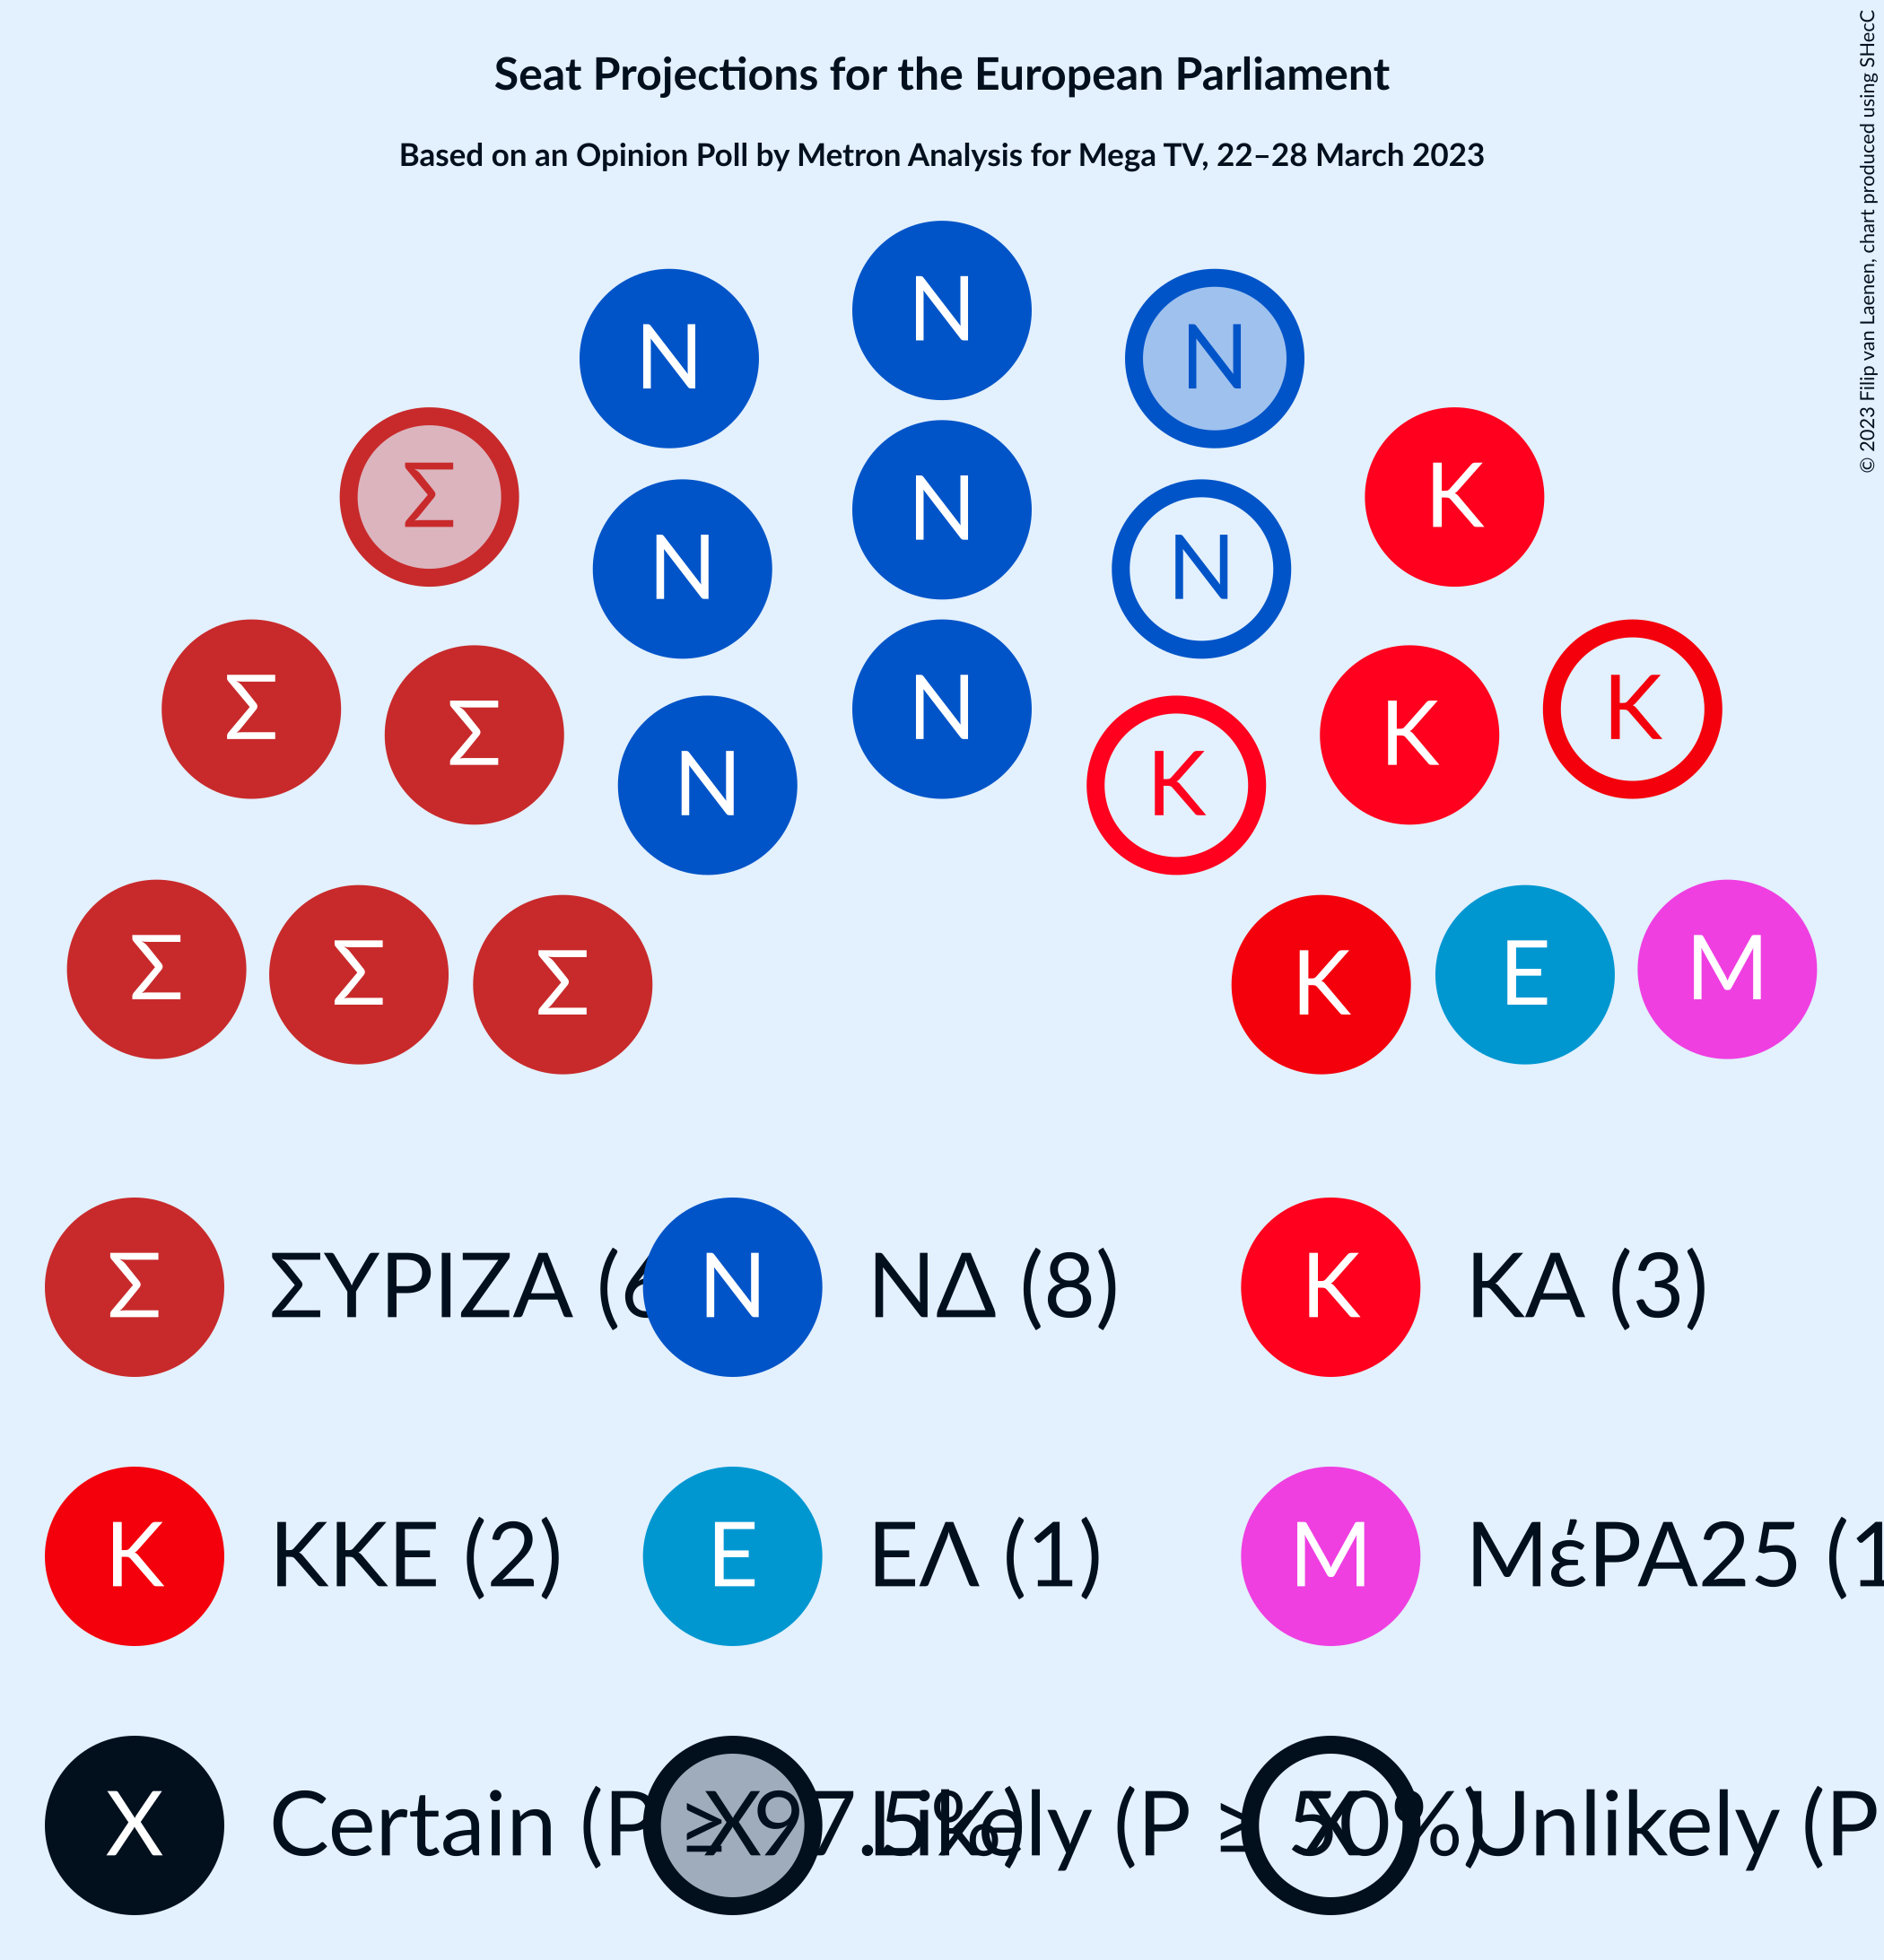 Seat Projections for the European Parliament
Based on an Opinion Poll by Metron Analysis for Mega TV, 22–28 March 2023
© 2023 Filip van Laenen, chart produced using SHecC
N
N N
Σ N K
N N
Σ K K
Σ N K
N K
Σ E M
Σ K
Σ
Σ ΣΥΡΙΖΑ (6 N ΝΔ (8) K ΚΑ (3)
K ΚΚΕ (2) E ΕΛ (1) M ΜέΡΑ25 (1
X Certain (P ≥ 97.5%) X Likely (P ≥ 50%) X Unlikely (P